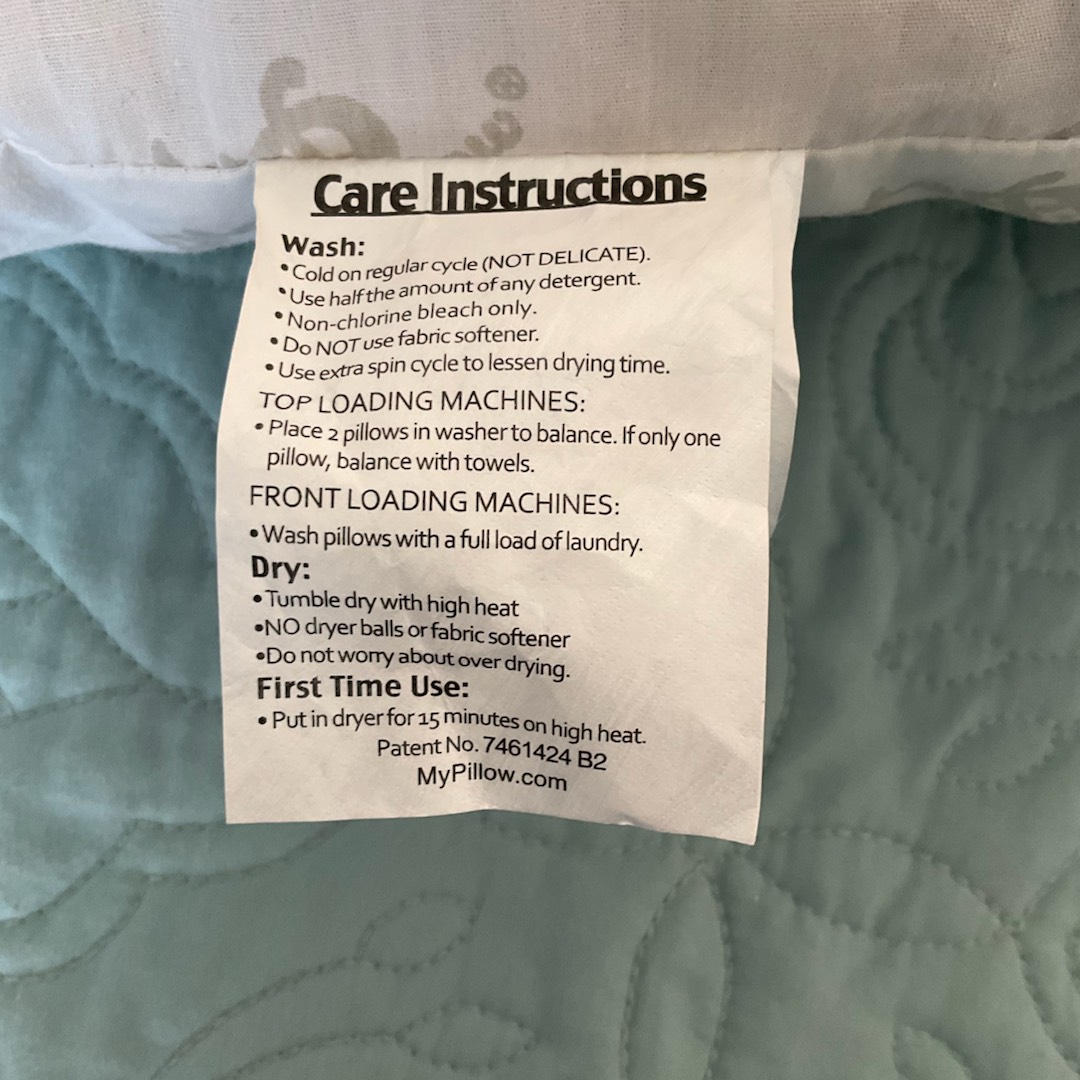 Care Instructions
Wash:
•Cold on regular cycle (NOT DELICATE).
•Use half the amount of any detergent.
•Non-chlorine bleach only.
•Do NOT use fabric softener.
•Use extra spin cycle to lessen drying time.
TOP LOADING MACHINES:
•Place 2 pillows in washer to balance. If only one
pillow, balance with towels.
FRONT LOADING MACHINES:
•Wash pillows with a full load of laundry.
Dry:
•Tumble dry with high heat
•NO dryer balls or fabric softener
•Do not worry about over drying.
First Time Use:
• Put in dryer for 15 minutes on high heat.
Patent No. 7461424 B2
MyPillow.com